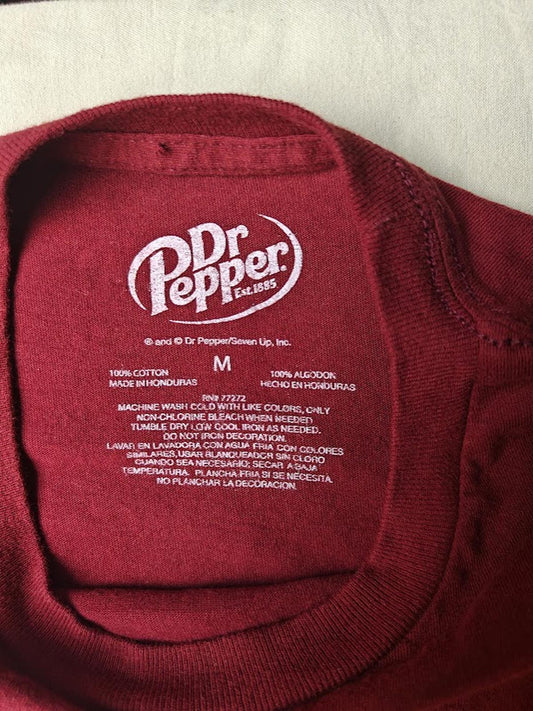 Dr
Pepper.
Est.1885
® and © Dr Pepper/Seven Up, Inc.
M
100% COTTON
MADE IN HONDURAS
100% ALGODON
HECHO EN HONDURAS
RN# 77272
MACHINE WASH COLD WITH LIKE COLORS, ONLY
NON-CHLORINE BLEACH WHEN NEEDED
TUMBLE DRY LOW COOL IRON AS NEEDED.
DO NOT IRON DECORATION.
LAVAR EN LAVADORA CON AGUA FRIA CON COLORES
SIMILARES, USAR BLANQUEADOR SIN CLORO
CUANDO SEA NECESARIO; SECAR A BAJA
TEMPERATURA. PLANCHA FRIA SI SE NECESITA.
NO PLANCHAR LA DECORACION.